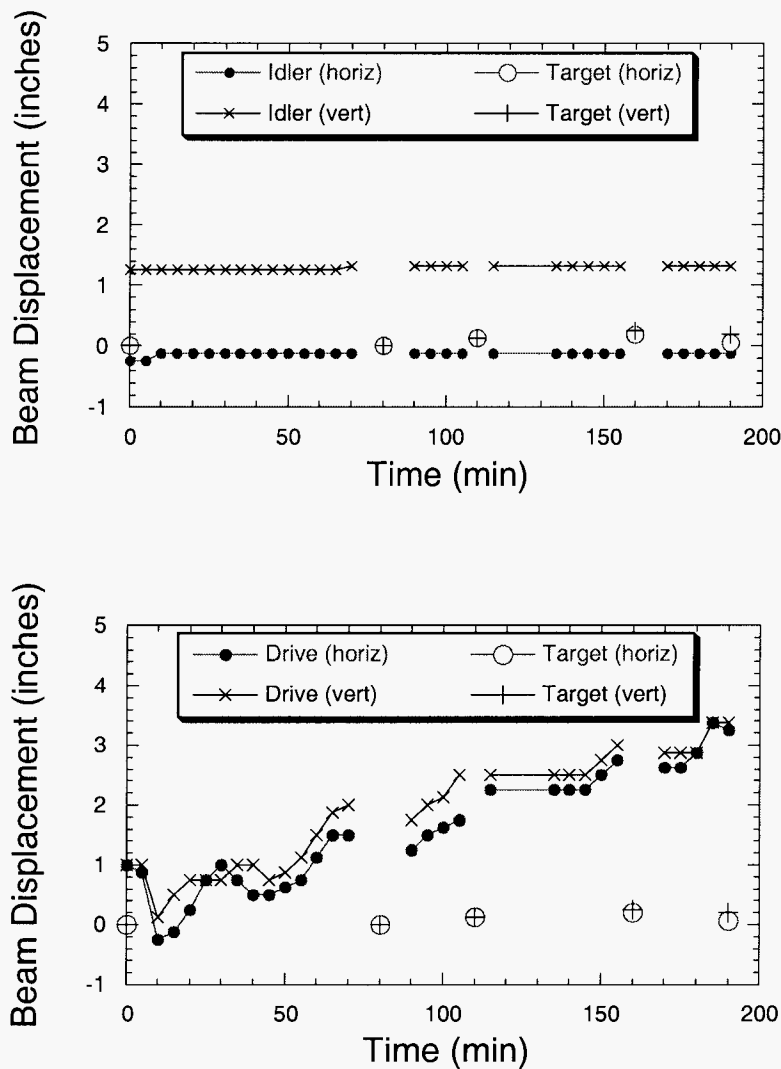 Beam Displacement (inches)
5
4
3
2
1
0
-1
Idler (horiz) Target (horiz)
Idler (vert) Target (vert)
0 50 100 150 200
Time (min)
Beam Displacement (inches)
5
4
3
2
1
0
-1
Drive (horiz) Target (horiz)
Drive (vert) Target (vert)
0 50 100 150 200
Time (min)